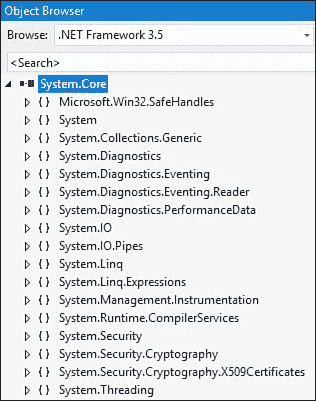 Object Browser
Browse: .NET Framework 3.5
<Search>
System.Core
{ } Microsoft.Win32.SafeHandles
{ } System
{ } System.Collections.Generic
{ } System.Diagnostics
{ } System.Diagnostics.Eventing
{ } System.Diagnostics.Eventing.Reader
{ } System.Diagnostics.PerformanceData
{ } System.IO
{ } System.IO.Pipes
{ } System.Linq
{ } System.Linq.Expressions
{ } System.Management.Instrumentation
{ } System.Runtime.CompilerServices
{ } System.Security
{ } System.Security.Cryptography
{ } System.Security.Cryptography.X509Certificates
{ } System.Threading